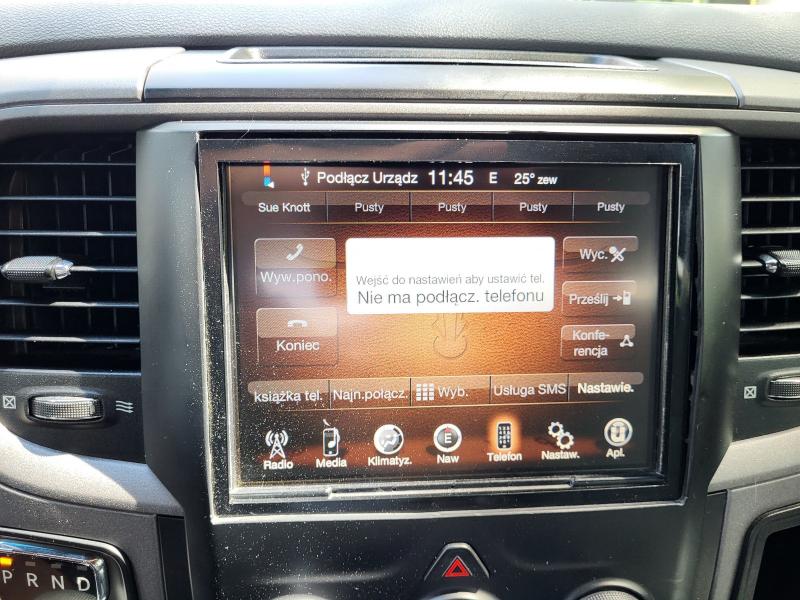 Podłącz Urządz 11:45 E 25° zew
Sue Knott Pusty Pusty Pusty Pusty
Wyw.pono.
Wejść do nastawień aby ustawić tel.
Nie ma podłącz. telefonu
Wyc.
Prześlij
Koniec
Konfe-
rencja
książka tel. Najn.połącz. Wyb. Usługa SMS Nastawie.
Radio Media Klimatyz. E Naw Telefon Nastaw. Apl.
P R N D